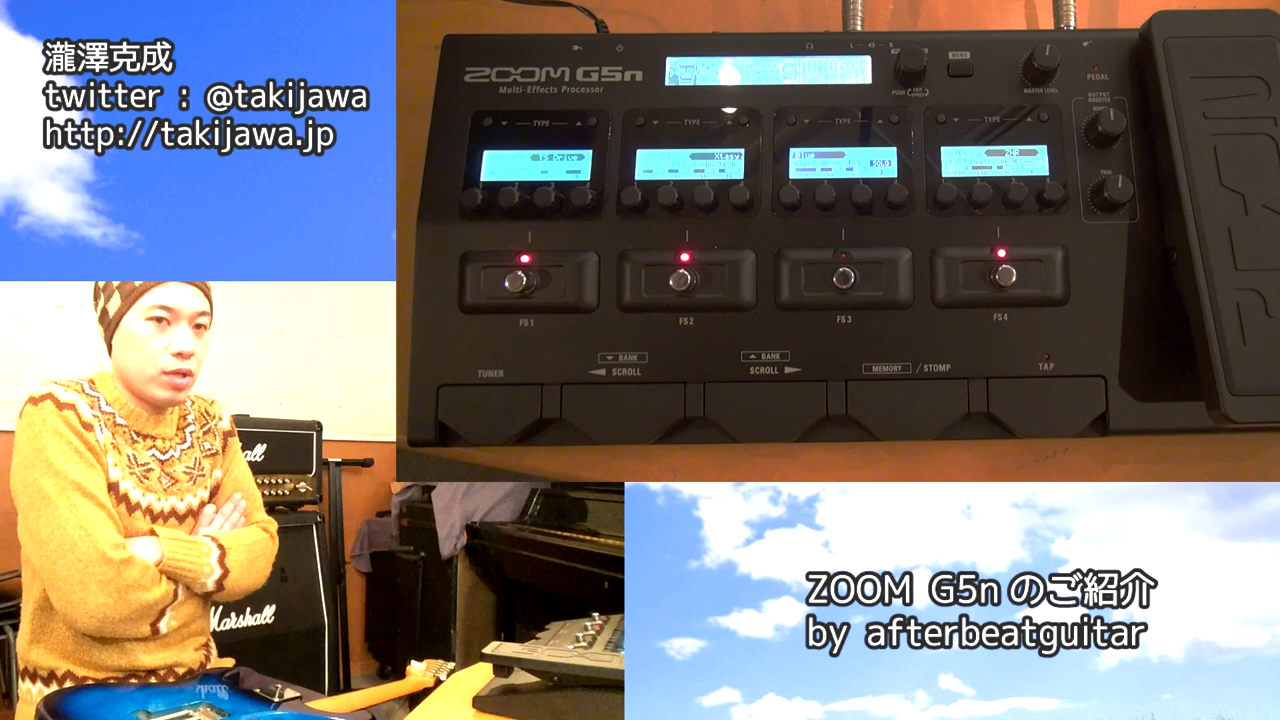 瀧澤克成
twitter : @takijawa
http://takijawa.jp
ZOOM G5n
Multi-Effects Processor
MENU
MASTER LEVEL
PEDAL
OUTPUT
BOOSTER
TONE
TYPE
TYPE
TYPE
TYPE
TS Drive
Xtasy
Blue
SOLO
ZNR
FS1
FS2
FS3
FS4
TUNER
BANK
SCROLL
BANK
SCROLL
MEMORY / STOMP
TAP
Marshall
ZOOM G5n のご紹介
by afterbeatguitar